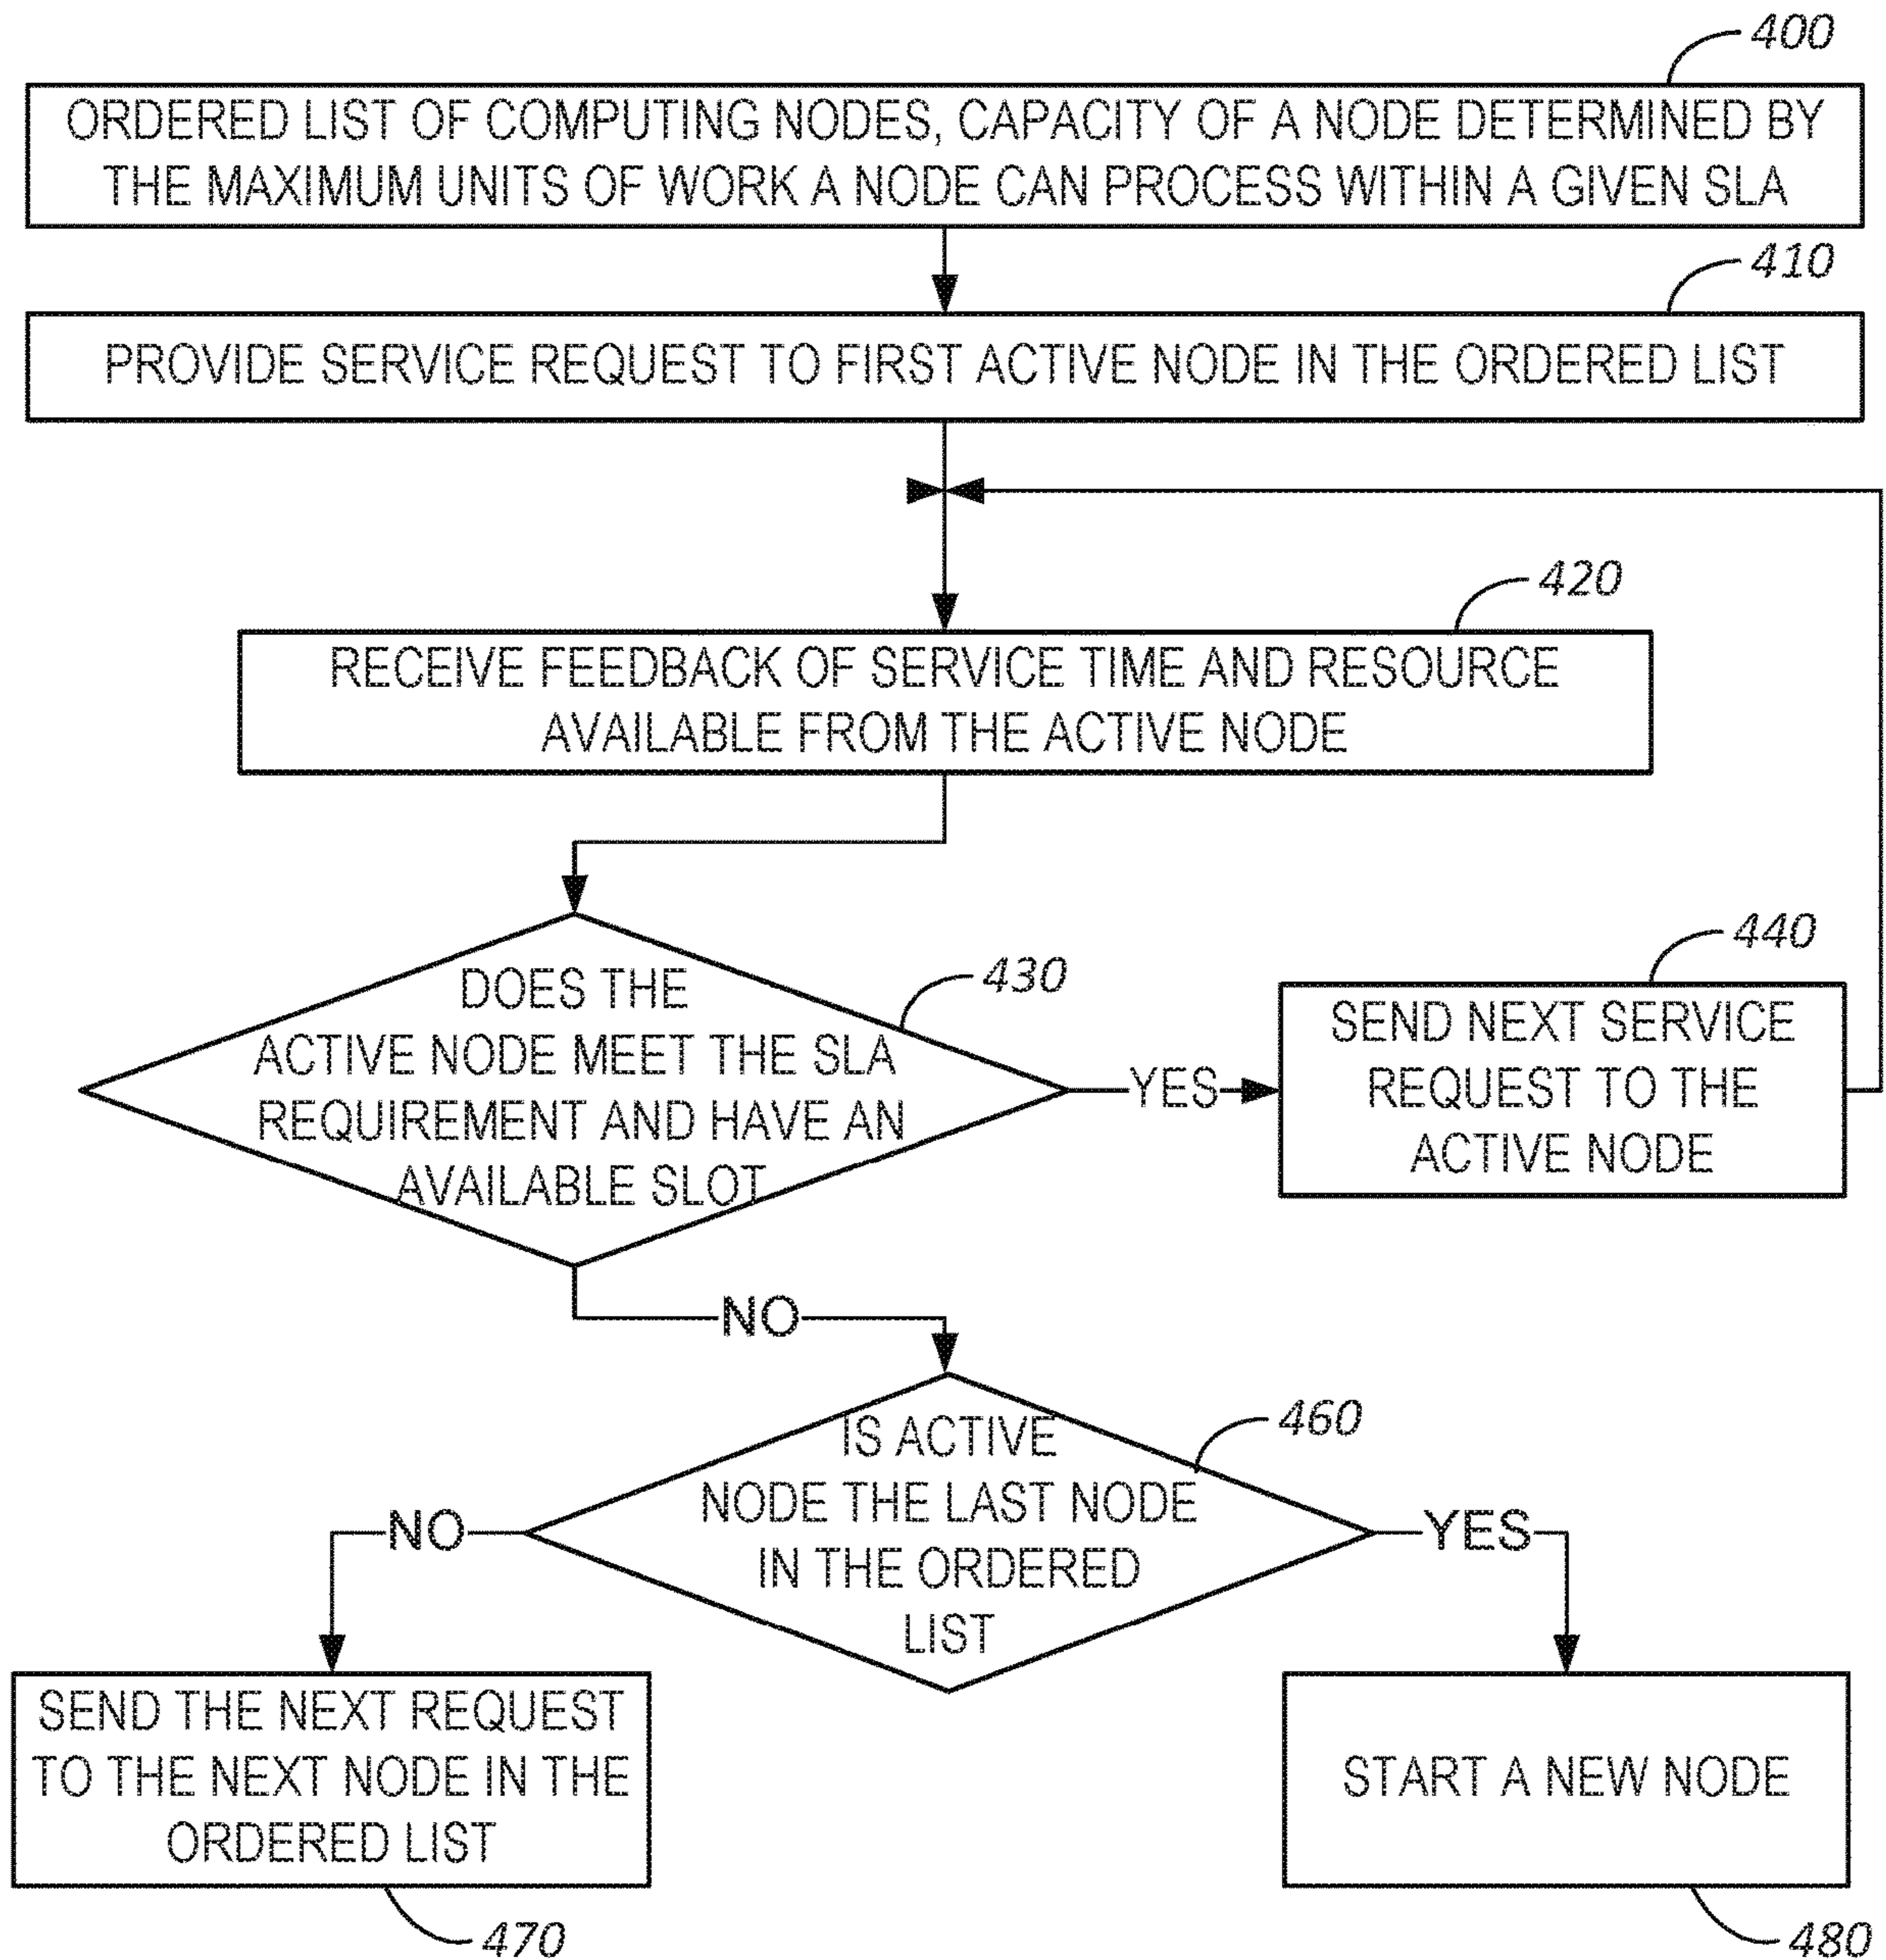 400
ORDERED LIST OF COMPUTING NODES, CAPACITY OF A NODE DETERMINED BY
THE MAXIMUM UNITS OF WORK A NODE CAN PROCESS WITHIN A GIVEN SLA
410
PROVIDE SERVICE REQUEST TO FIRST ACTIVE NODE IN THE ORDERED LIST
420
RECEIVE FEEDBACK OF SERVICE TIME AND RESOURCE
AVAILABLE FROM THE ACTIVE NODE
430
DOES THE
ACTIVE NODE MEET THE SLA
REQUIREMENT AND HAVE AN
AVAILABLE SLOT
YES
440
SEND NEXT SERVICE
REQUEST TO THE
ACTIVE NODE
NO
460
IS ACTIVE
NODE THE LAST NODE
IN THE ORDERED
LIST
NO
YES
SEND THE NEXT REQUEST
TO THE NEXT NODE IN THE
ORDERED LIST
470
START A NEW NODE
480